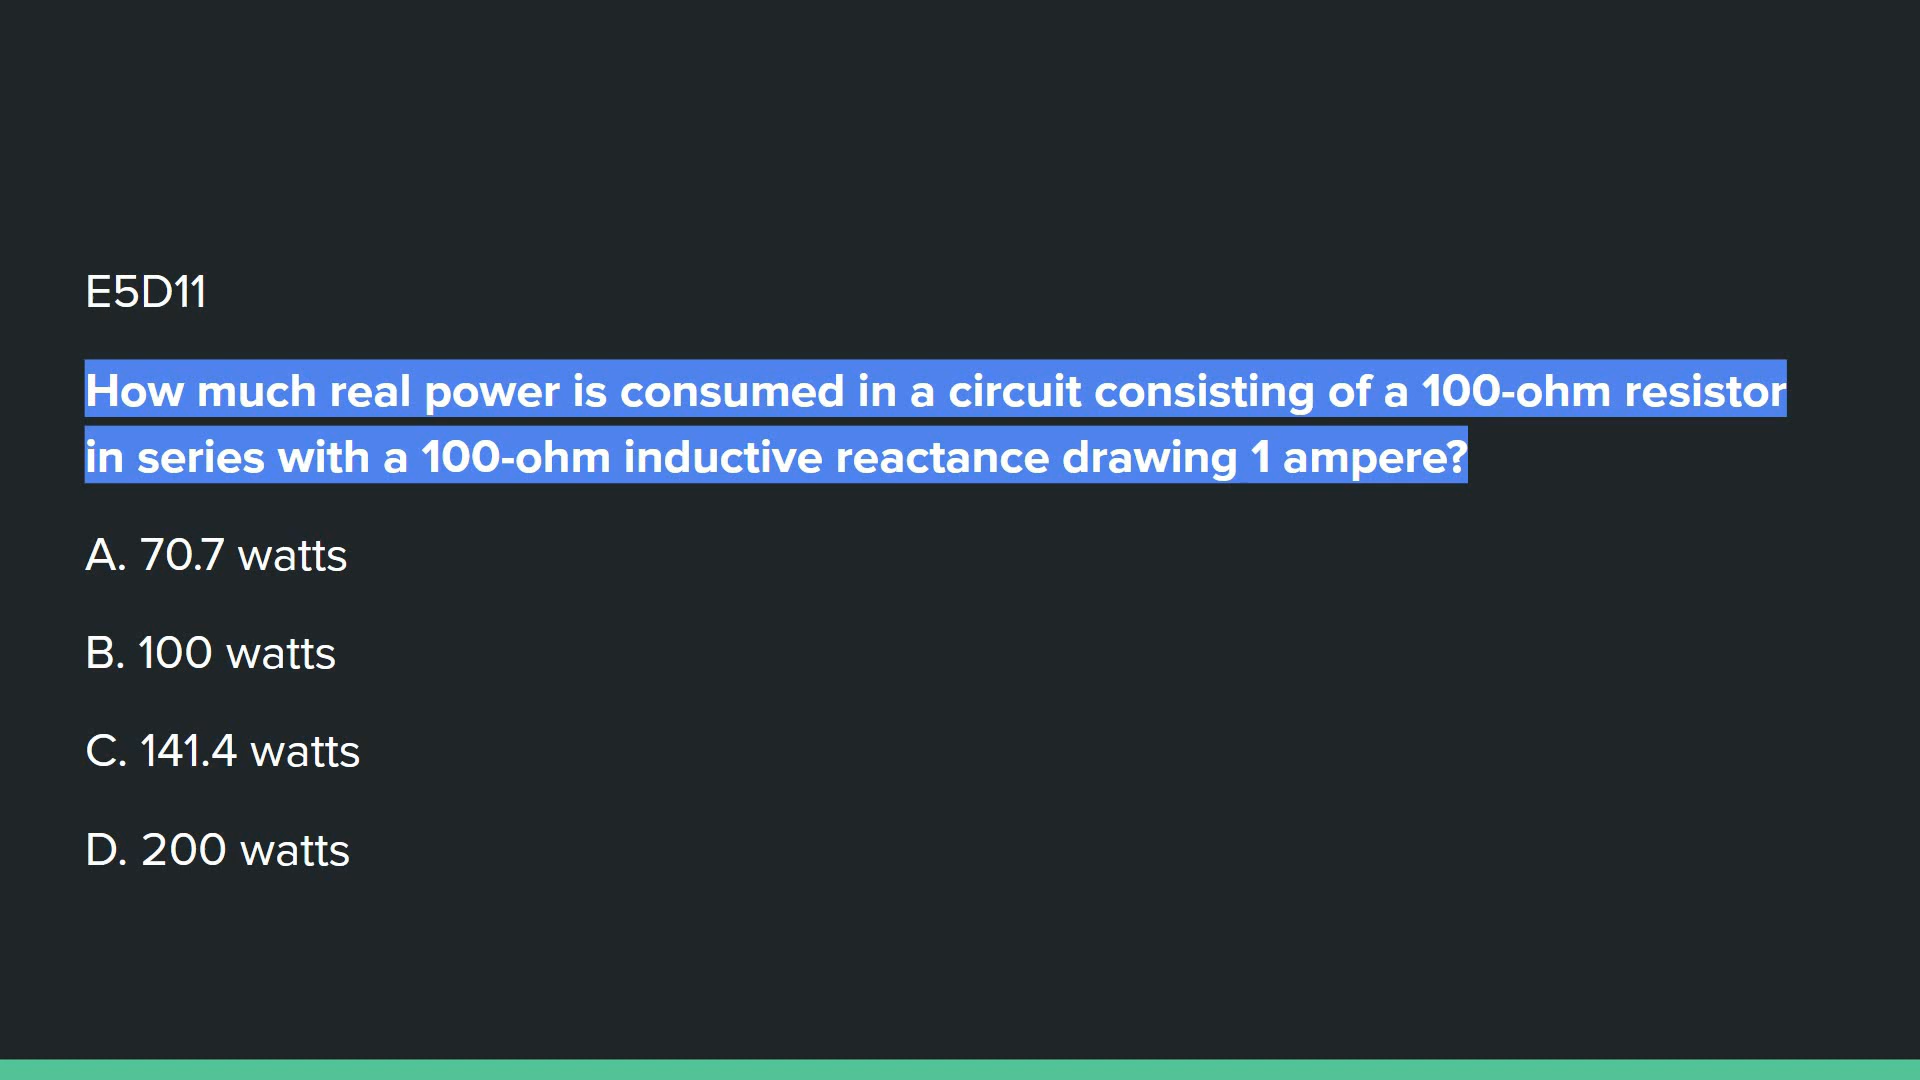 E5D11
How much real power is consumed in a circuit consisting of a 100-ohm resistor
in series with a 100-ohm inductive reactance drawing 1 ampere?
A. 70.7 watts
B. 100 watts
C. 141.4 watts
D. 200 watts